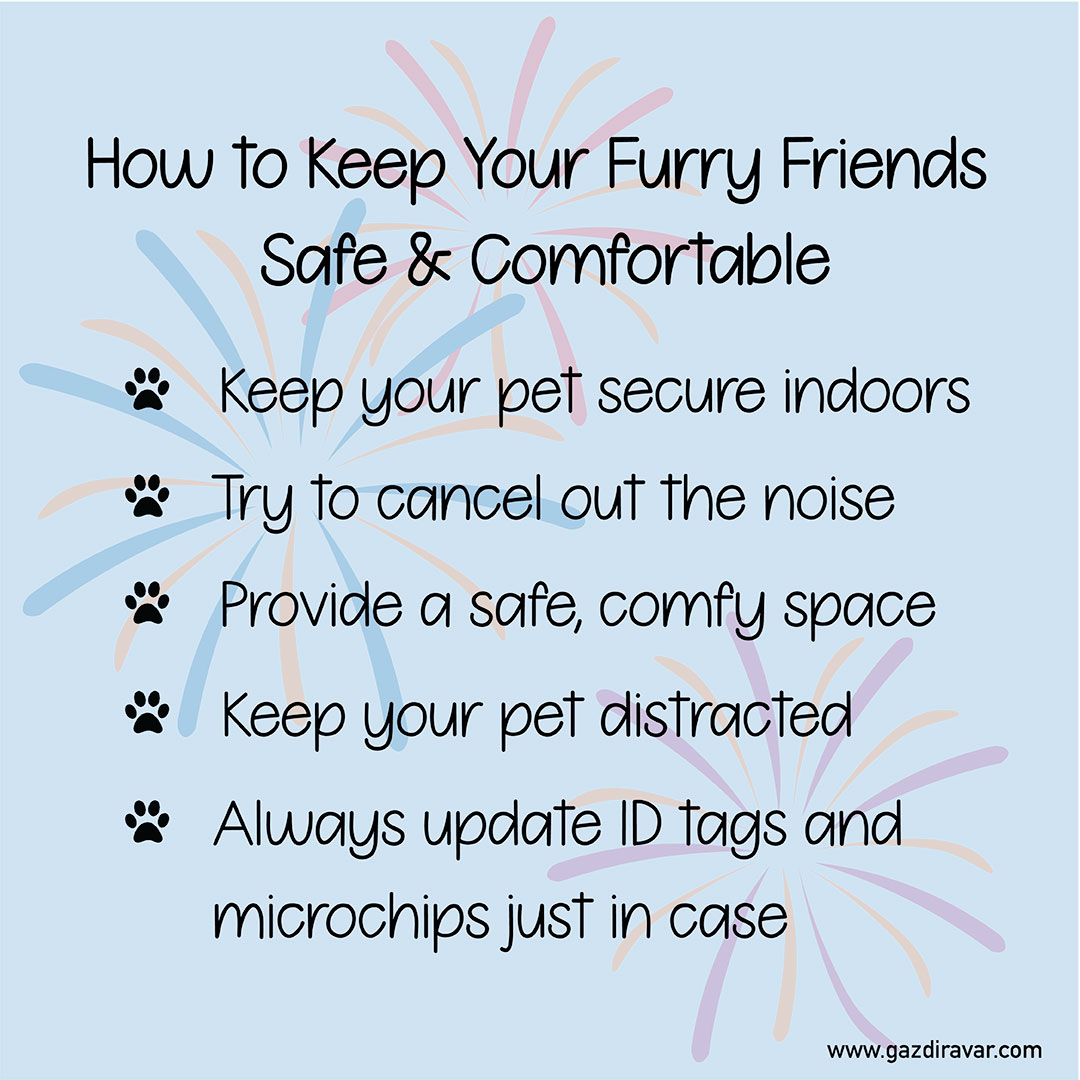 How to Keep Your Furry Friends
Safe & Comfortable
Keep your pet secure indoors
Try to cancel out the noise
Provide a safe, comfy space
Keep your pet distracted
Always update ID tags and
microchips just in case
www.gazdiravar.com